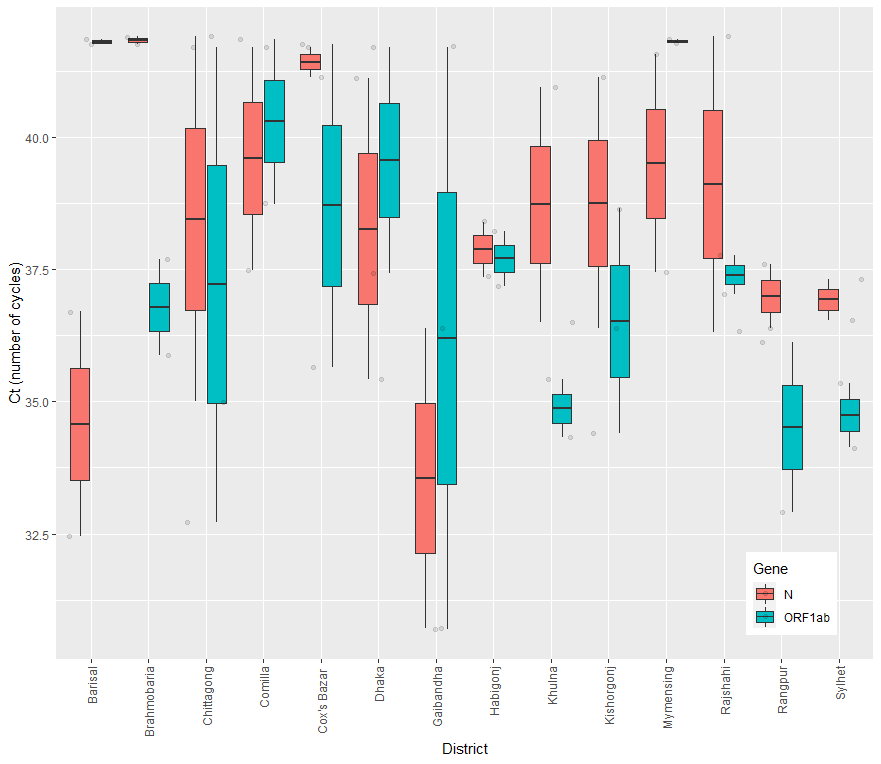 Ct (number of cycles)
40.0
37.5
35.0
32.5
Gene
N
ORF1ab
Barisal
Brahmobaria
Chittagong
Comilla
Cox's Bazar
Dhaka
Gaibandha
Habigonj
Khulna
Kishorgonj
Mymensing
Rajshahi
Rangpur
Sylhet
District